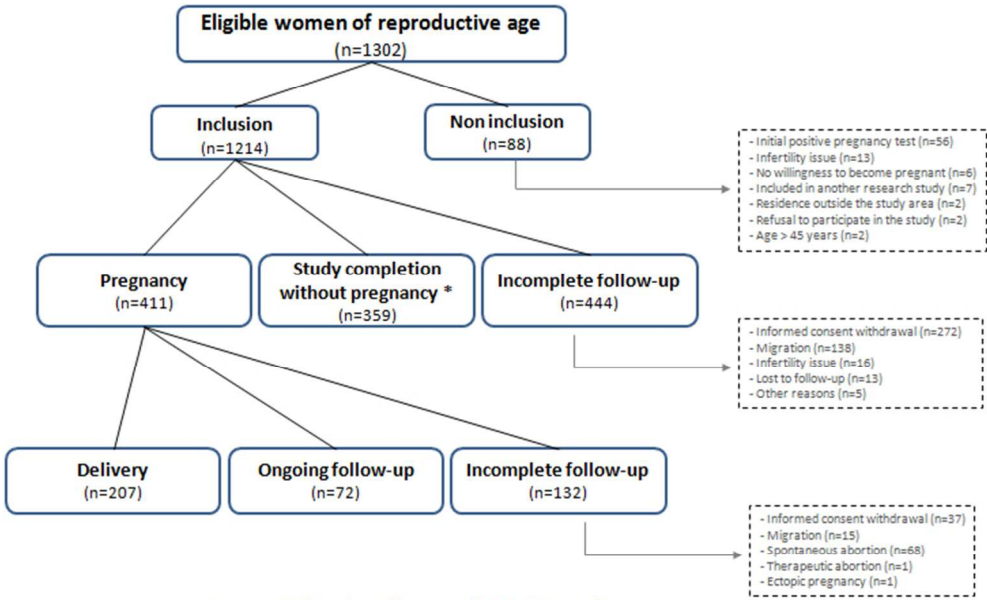 Eligible women of reproductive age
(n=1302)
Inclusion
(n=1214)
Non inclusion
(n=88)
- Initial positive pregnancy test (n=56)
- Infertility issue (n=13)
- No willingness to become pregnant (n=6)
- Included in another research study (n=7)
- Residence outside the study area (n=2)
- Refusal to participate in the study (n=2)
- Age > 45 years (n=2)
Pregnancy
(n=411)
Study completion
without pregnancy *
(n=359)
Incomplete follow-up
(n=444)
- Informed consent withdrawal (n=272)
- Migration (n=138)
- Infertility issue (n=16)
- Lost to follow-up (n=13)
- Other reasons (n=5)
Delivery
(n=207)
Ongoing follow-up
(n=72)
Incomplete follow-up
(n=132)
- Informed consent withdrawal (n=37)
- Migration (n=15)
- Spontaneous abortion (n=68)
- Therapeutic abortion (n=1)
- Ectopic pregnancy (n=1)